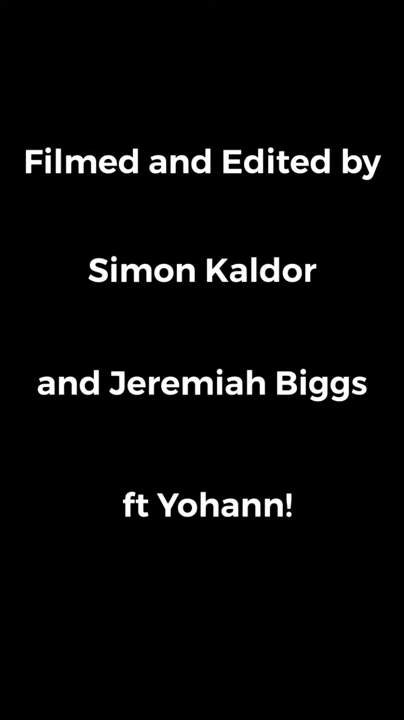 Filmed and Edited by
Simon Kaldor
and Jeremiah Biggs
ft Yohann!